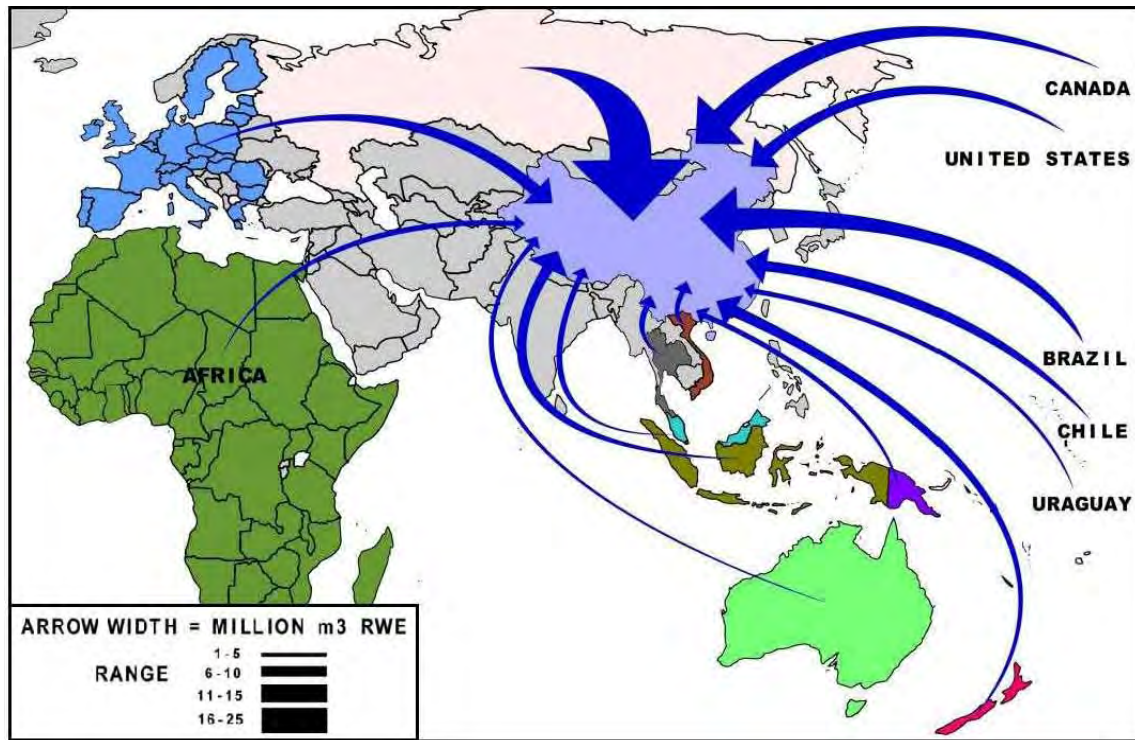 CANADA
UNITED STATES
AFRICA
BRAZIL
CHILE
URAGUAY
ARROW WIDTH = MILLION m3 RWE
RANGE
1-5
6-10
11-15
16-25